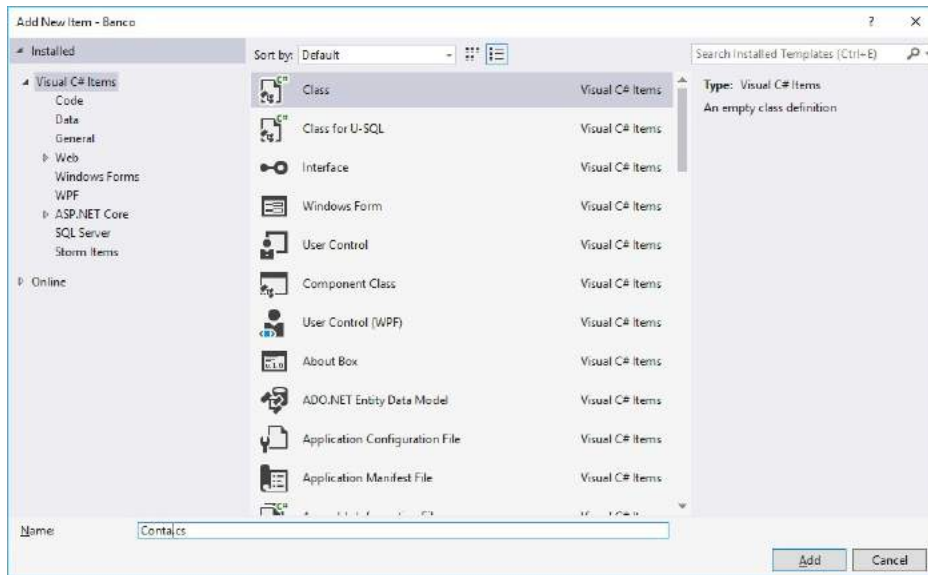 Add New Item - Banco
? ×
Installed
Sort by: Default
Search Installed Templates (Ctrl+E)
Visual C# Items
Code
Data
General
Web
Windows Forms
WPF
ASP.NET Core
SQL Server
Storm Items
Online
Class Visual C# Items
Class for U-SQL Visual C# Items
Interface Visual C# Items
Windows Form Visual C# Items
User Control Visual C# Items
Component Class Visual C# Items
User Control (WPF) Visual C# Items
About Box Visual C# Items
ADO.NET Entity Data Model Visual C# Items
Application Configuration File Visual C# Items
Application Manifest File Visual C# Items
Type: Visual C# Items
An empty class definition
Name: Conta.cs
Add Cancel